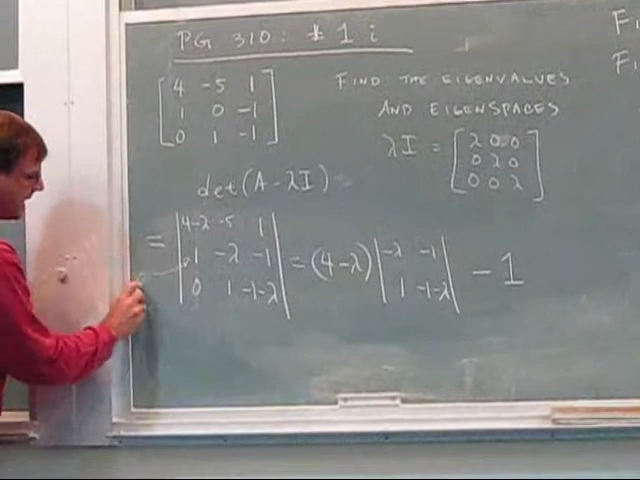 PG 310: #1 i
4 -5 1
1 0 -1
0 1 -1
FIND THE EIGENVALUES
AND EIGENSPACES
λI = [λ 0 0
0 λ 0
0 0 λ]
det(A - λI) =
= |4-λ -5 1
1 -λ -1
0 1 -1-λ| = (4-λ) |-λ -1
1 -1-λ| - 1
FI
FI